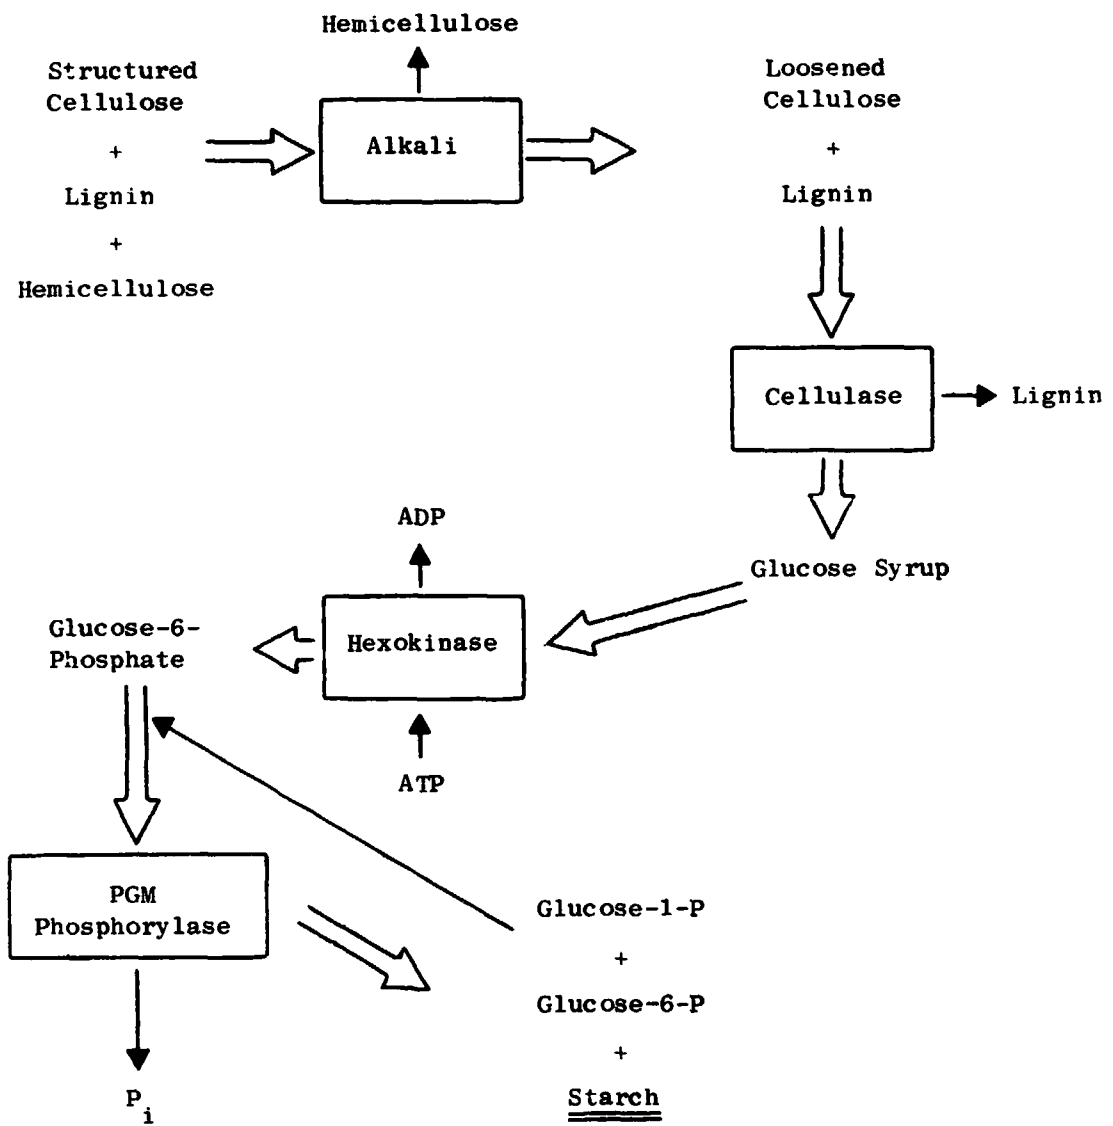 Hemicellulose
Structured
Cellulose
+
Lignin
+
Hemicellulose
Alkali
Loosened
Cellulose
+
Lignin
Cellulase
Lignin
Glucose Syrup
ADP
Hexokinase
ATP
Glucose-6-
Phosphate
PGM
Phosphorylase
Pi
Glucose-1-P
+
Glucose-6-P
+
Starch